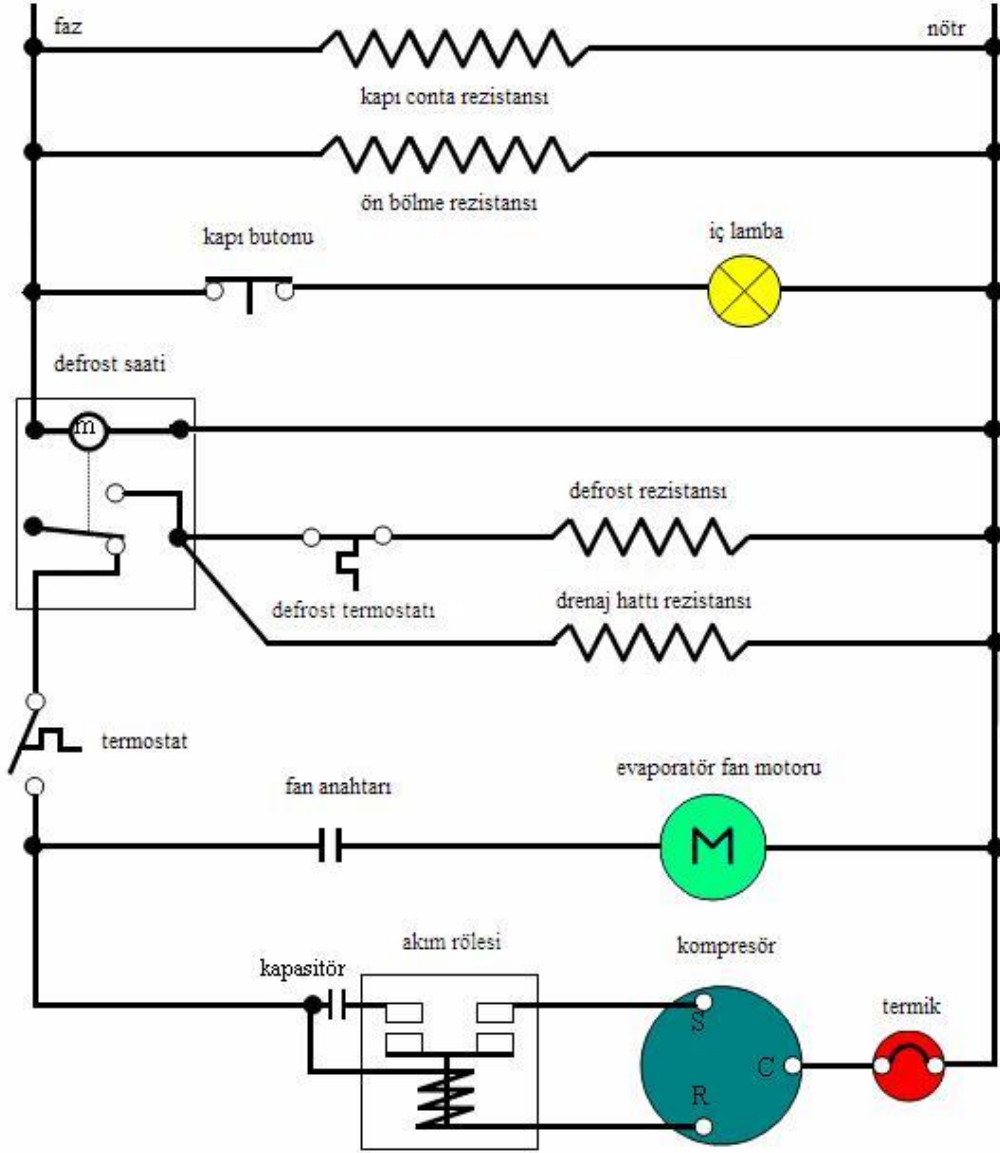 faz
nötr
kapı conta rezistansı
ön bölme rezistansı
kapı butonu
iç lamba
defrost saati
m
defrost rezistansı
defrost termostatı
drenaj hattı rezistansı
termostat
fan anahtarı
evaporatör fan motoru
M
akım rölesi
kompresör
kapasitör
termik
S
C
R